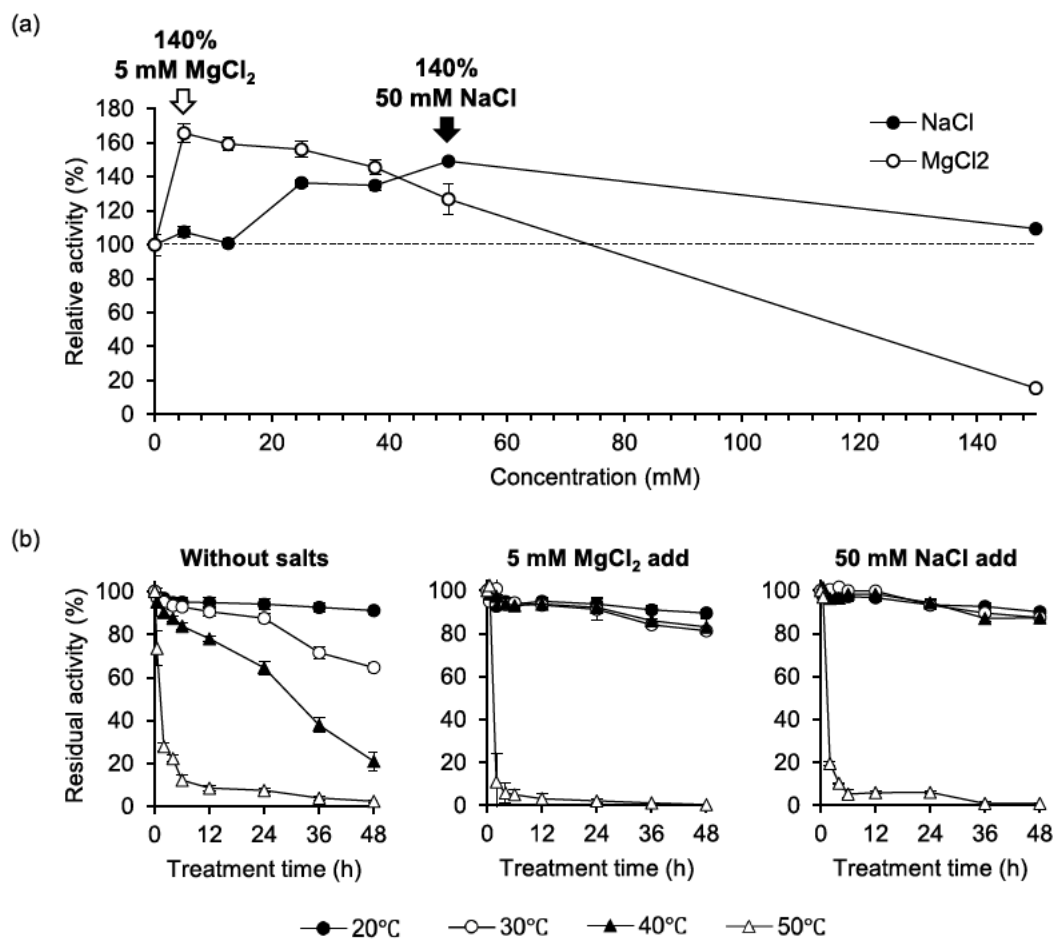 (a)
140%
5 mM MgCl₂
140%
50 mM NaCl
NaCl
MgCl2
Relative activity (%)
180
160
140
120
100
80
60
40
20
0
0 20 40 60 80 100 120 140
Concentration (mM)
(b)
Without salts
5 mM MgCl₂ add
50 mM NaCl add
Residual activity (%)
100
80
60
40
20
0
0 12 24 36 48
Treatment time (h)
100
80
60
40
20
0
0 12 24 36 48
Treatment time (h)
100
80
60
40
20
0
0 12 24 36 48
Treatment time (h)
20℃ 30℃ 40℃ 50℃